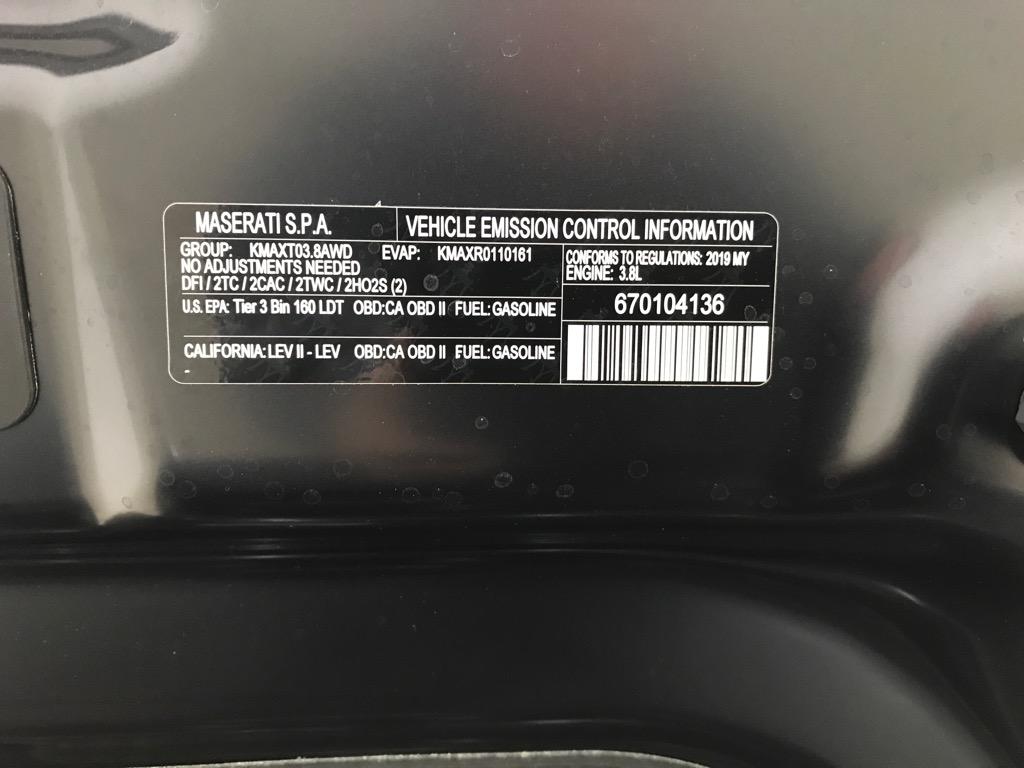 MASERATI S.P.A. VEHICLE EMISSION CONTROL INFORMATION
GROUP: KMAXT03.8AWD EVAP: KMAXR0110161
NO ADJUSTMENTS NEEDED
DFI / 2TC / 2CAC / 2TWC / 2HO2S (2)
CONFORMS TO REGULATIONS: 2019 MY
ENGINE: 3.8L
U.S. EPA: Tier 3 Bin 160 LDT OBD:CA OBD II FUEL: GASOLINE
670104136
CALIFORNIA: LEV II - LEV OBD:CA OBD II FUEL: GASOLINE
-